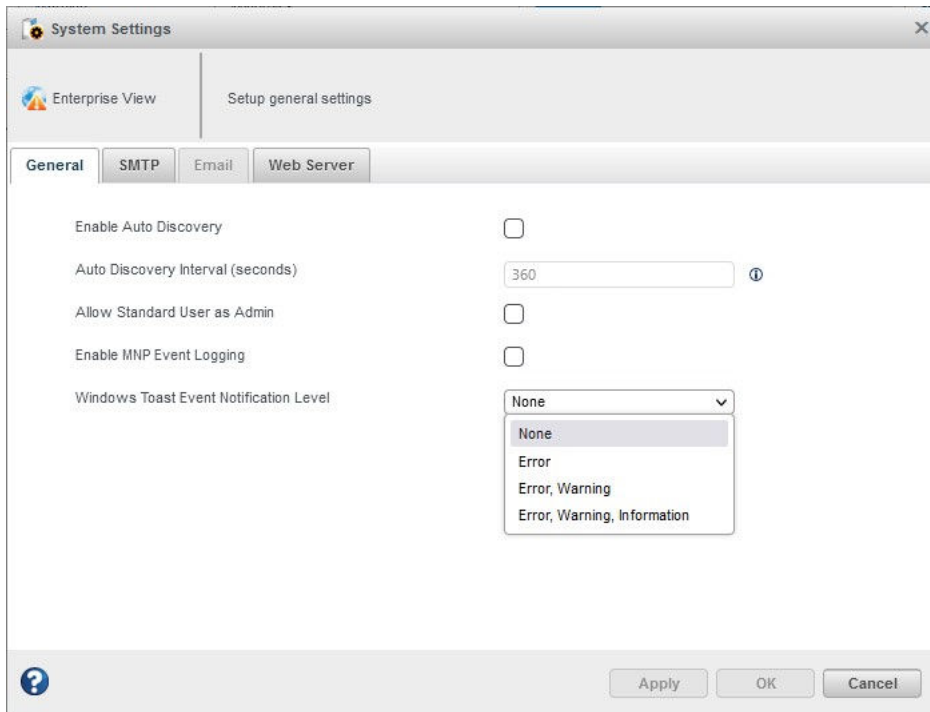 System Settings
Enterprise View
Setup general settings
General SMTP Email Web Server
Enable Auto Discovery
Auto Discovery Interval (seconds) 360
Allow Standard User as Admin
Enable MNP Event Logging
Windows Toast Event Notification Level None
None
Error
Error, Warning
Error, Warning, Information
Apply OK Cancel